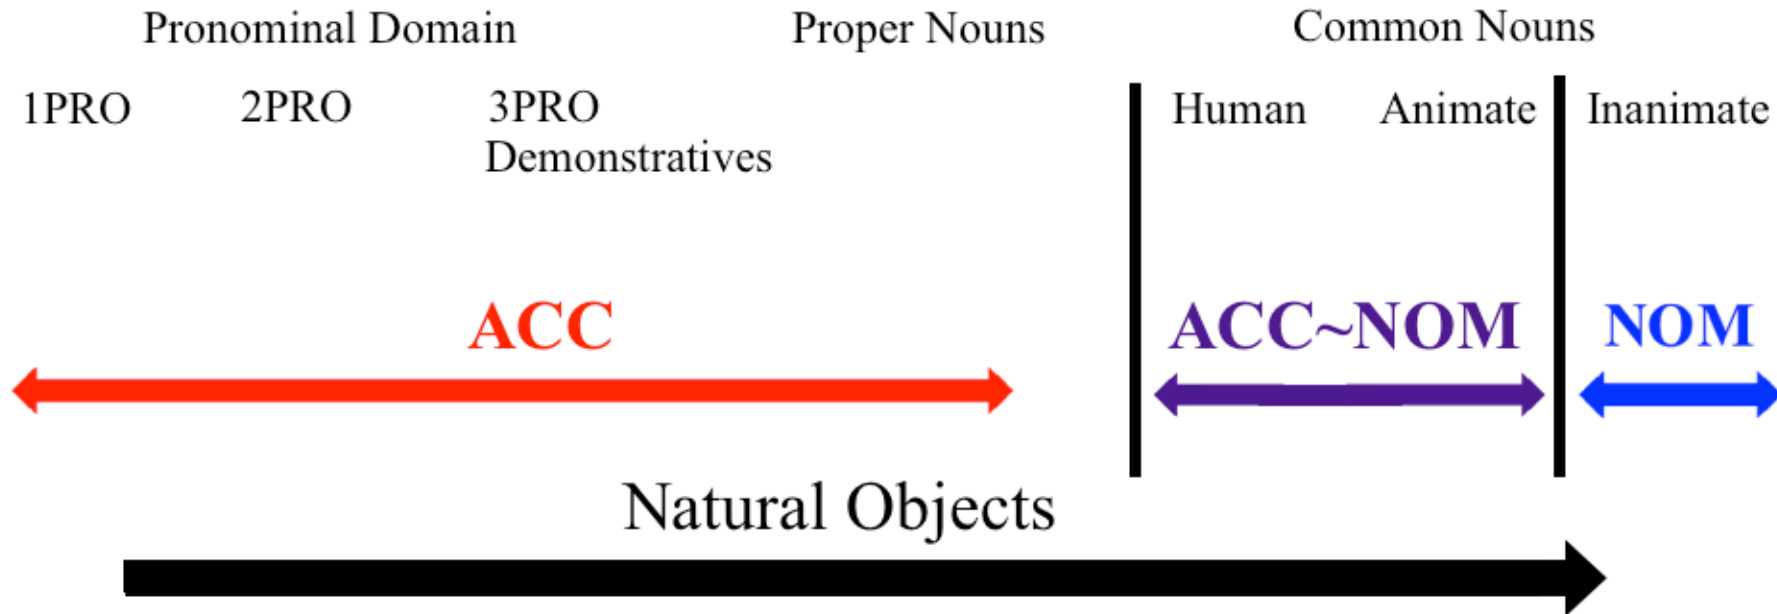 Pronominal Domain Proper Nouns Common Nouns
1PRO 2PRO 3PRO Human Animate Inanimate
Demonstratives
ACC ACC~NOM NOM
Natural Objects